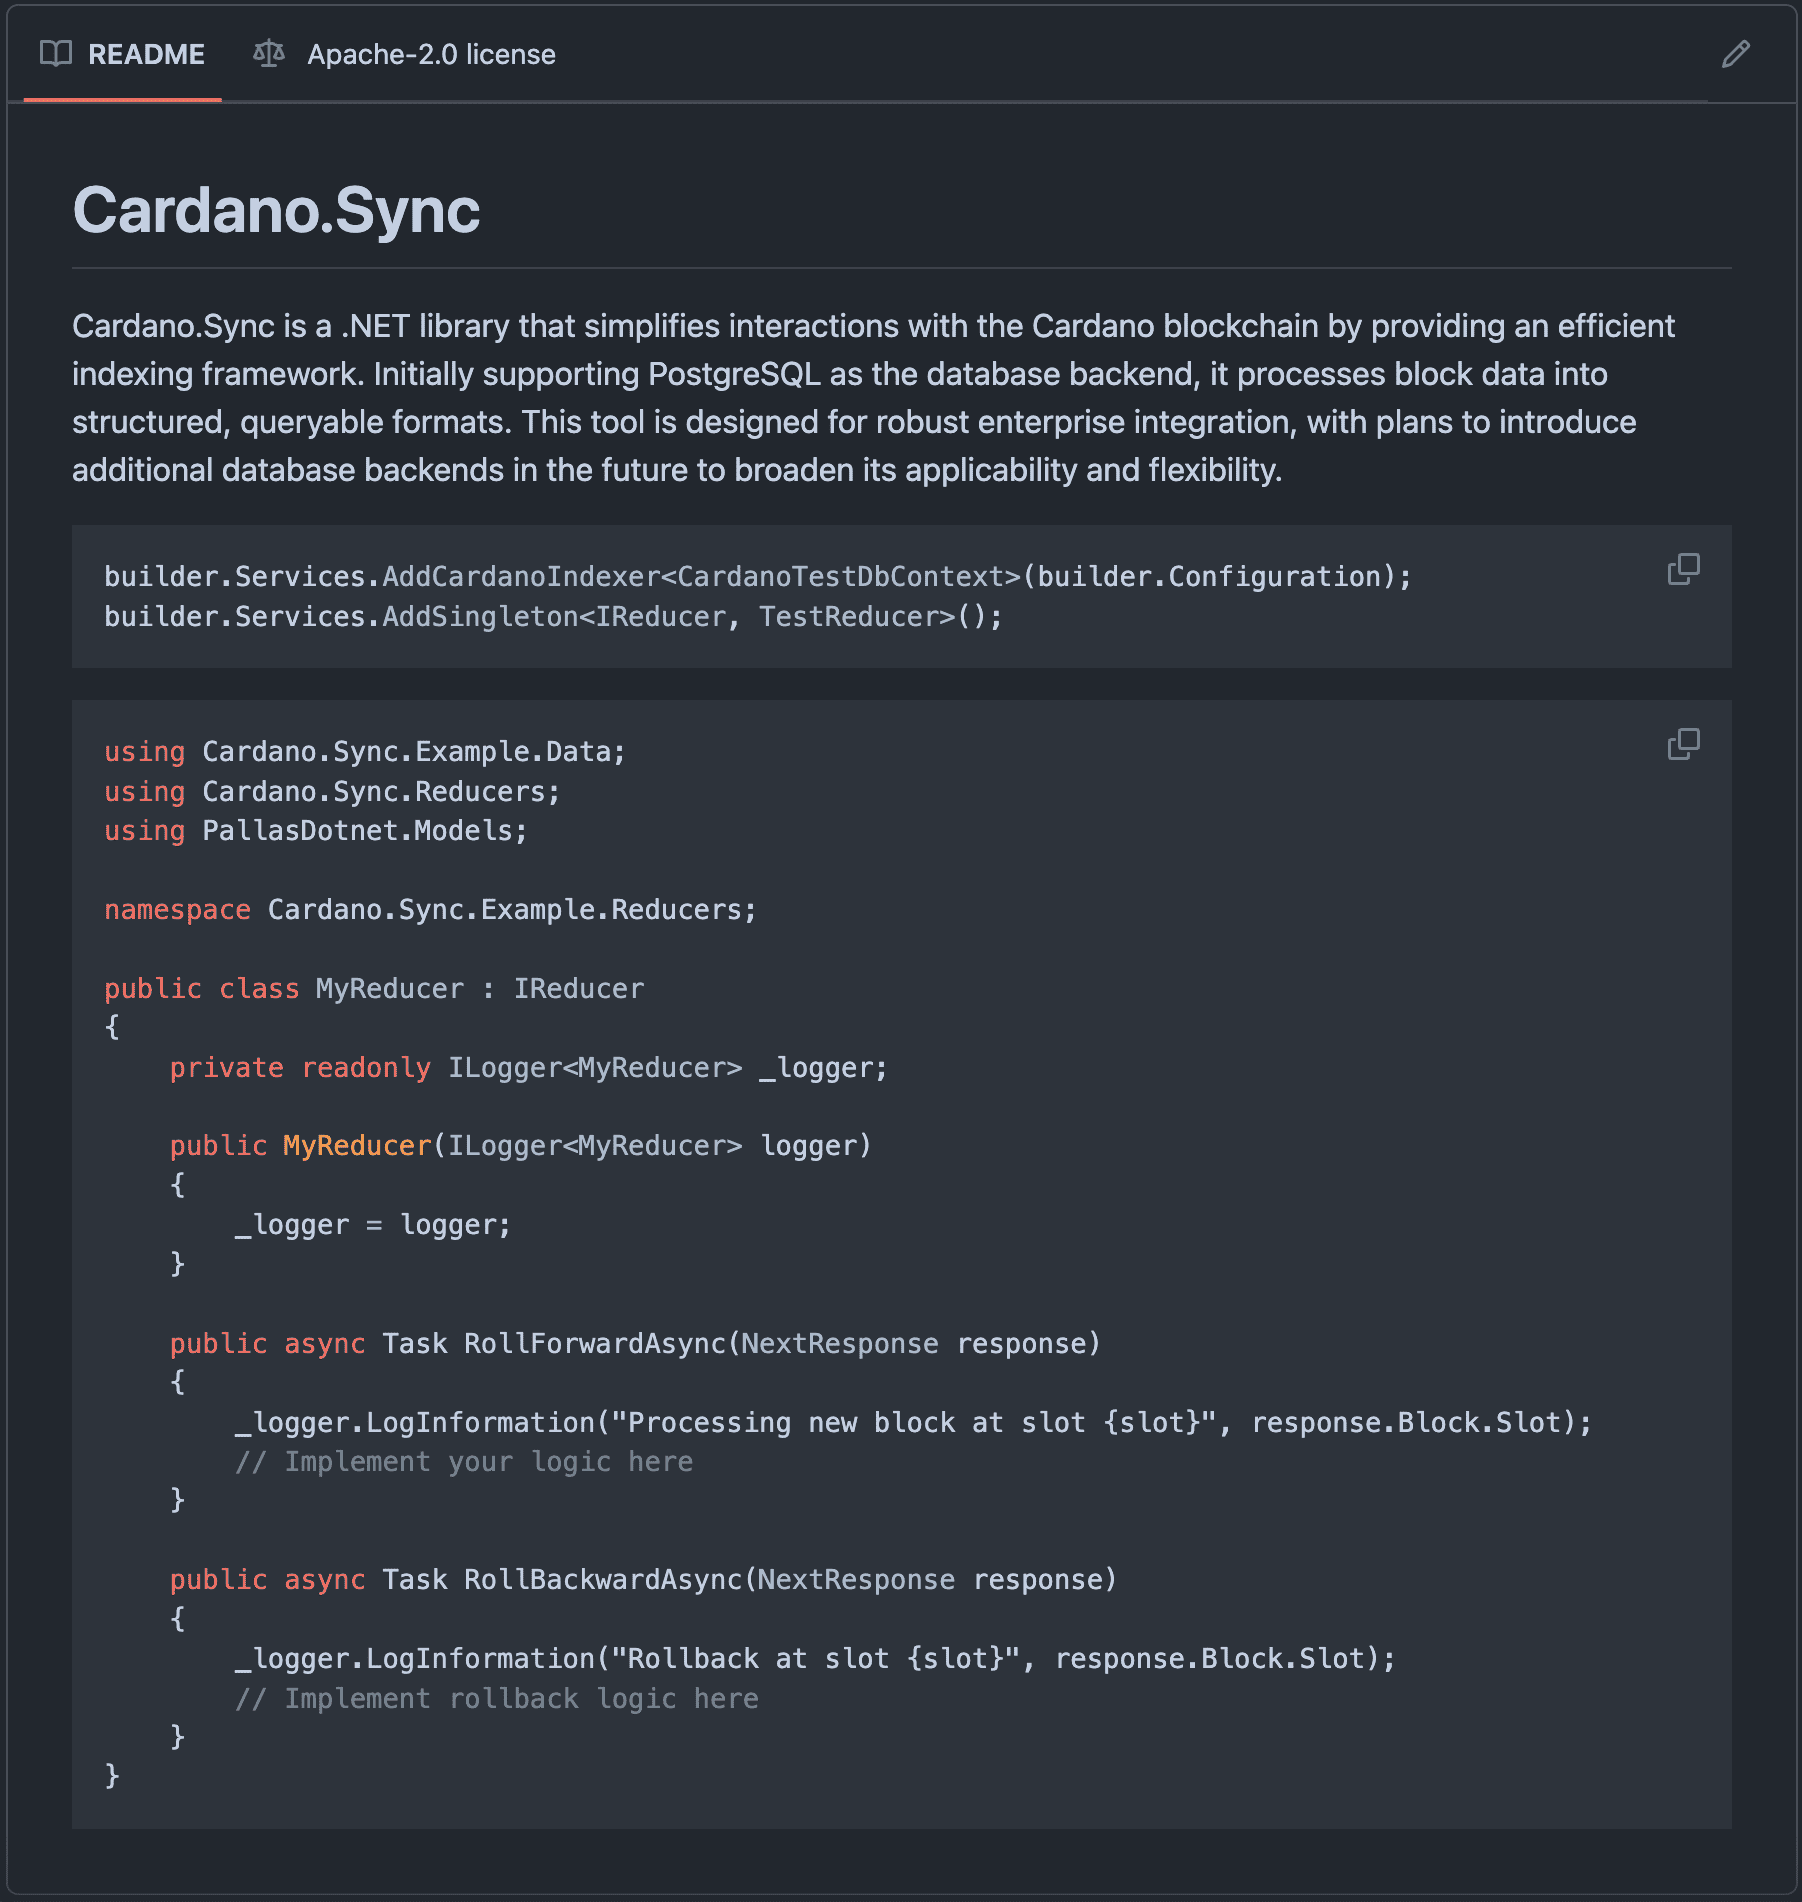 README
Apache-2.0 license
Cardano.Sync
Cardano.Sync is a .NET library that simplifies interactions with the Cardano blockchain by providing an efficient
indexing framework. Initially supporting PostgreSQL as the database backend, it processes block data into
structured, queryable formats. This tool is designed for robust enterprise integration, with plans to introduce
additional database backends in the future to broaden its applicability and flexibility.
builder.Services.AddCardanoIndexer<CardanoTestDbContext>(builder.Configuration);
builder.Services.AddSingleton<IReducer, TestReducer>();
using Cardano.Sync.Example.Data;
using Cardano.Sync.Reducers;
using PallasDotnet.Models;

namespace Cardano.Sync.Example.Reducers;

public class MyReducer : IReducer
{
    private readonly ILogger<MyReducer> _logger;

    public MyReducer(ILogger<MyReducer> logger)
    {
        _logger = logger;
    }

    public async Task RollForwardAsync(NextResponse response)
    {
        _logger.LogInformation("Processing new block at slot {slot}", response.Block.Slot);
        // Implement your logic here
    }

    public async Task RollBackwardAsync(NextResponse response)
    {
        _logger.LogInformation("Rollback at slot {slot}", response.Block.Slot);
        // Implement rollback logic here
    }
}